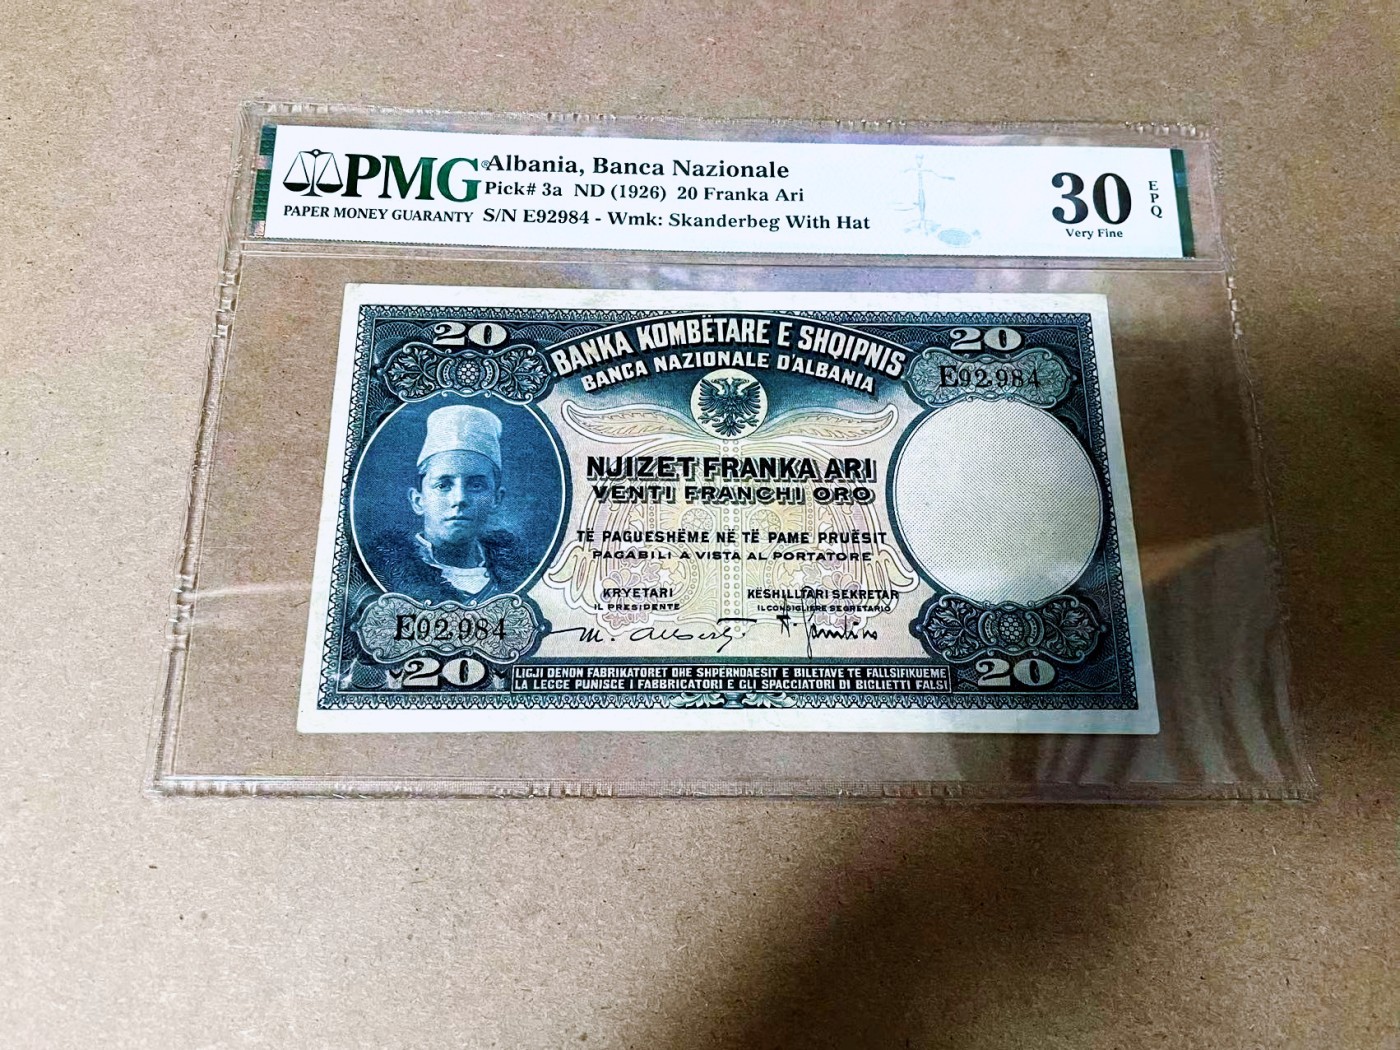 PMG® Albania, Banca Nazionale
Pick# 3a ND (1926) 20 Franka Ari
PAPER MONEY GUARANTY S/N E92984 - Wmk: Skanderbeg With Hat
30 EPQ
Very Fine
20 BANKA KOMBËTARE E SHQIPNIS 20
BANCA NAZIONALE D'ALBANIA
E92,984
NJIZET FRANKA ARI
VENTI FRANCHI ORO
TË PAGUESHËME NË TË PAME PRUËSIT
PAGABILI A VISTA AL PORTATORE
KRYETARI KËSHILLTARI SEKRETAR
IL PRESIDENTE IL CONSIGLIERE SEGRETARIO
E92,984
20 LIGJI DENON FABRIKATORET DHE SHPERNDAESIT E BILETAVE TE FALLSIFIKUEME 20
LA LEGGE PUNISCE I FABBRICATORI E GLI SPACCIATORI DI BIGLIETTI FALSI